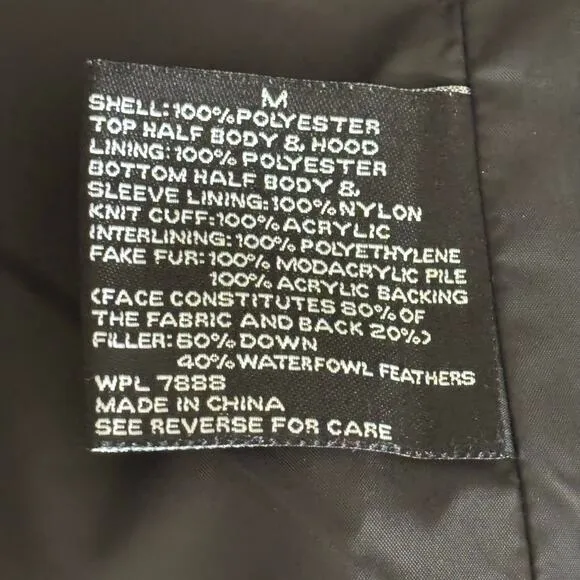 M
SHELL: 100% POLYESTER
TOP HALF BODY & HOOD
LINING: 100% POLYESTER
BOTTOM HALF BODY &
SLEEVE LINING: 100% NYLON
KNIT CUFF: 100% ACRYLIC
INTERLINING: 100% POLYETHYLENE
FAKE FUR: 100% MODACRYLIC PILE
100% ACRYLIC BACKING
(FACE CONSTITUTES 80% OF
THE FABRIC AND BACK 20%)
FILLER: 60% DOWN
40% WATERFOWL FEATHERS
WPL 7888
MADE IN CHINA
SEE REVERSE FOR CARE